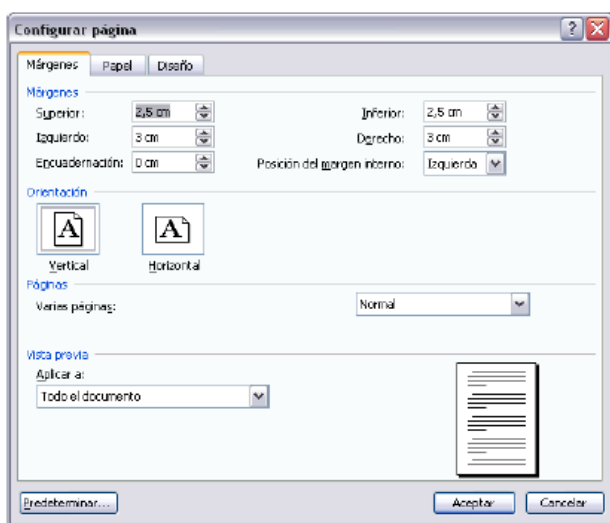 Configurar página
Márgenes Papel Diseño
Márgenes
Superior: 2,5 cm Inferior: 2,5 cm
Izquierdo: 3 cm Derecho: 3 cm
Encuadernación: 0 cm Posición del margen interno: Izquierda
Orientación
A A
Vertical Horizontal
Páginas
Varias páginas: Normal
Vista previa
Aplicar a:
Todo el documento
Predeterminar... Aceptar Cancelar